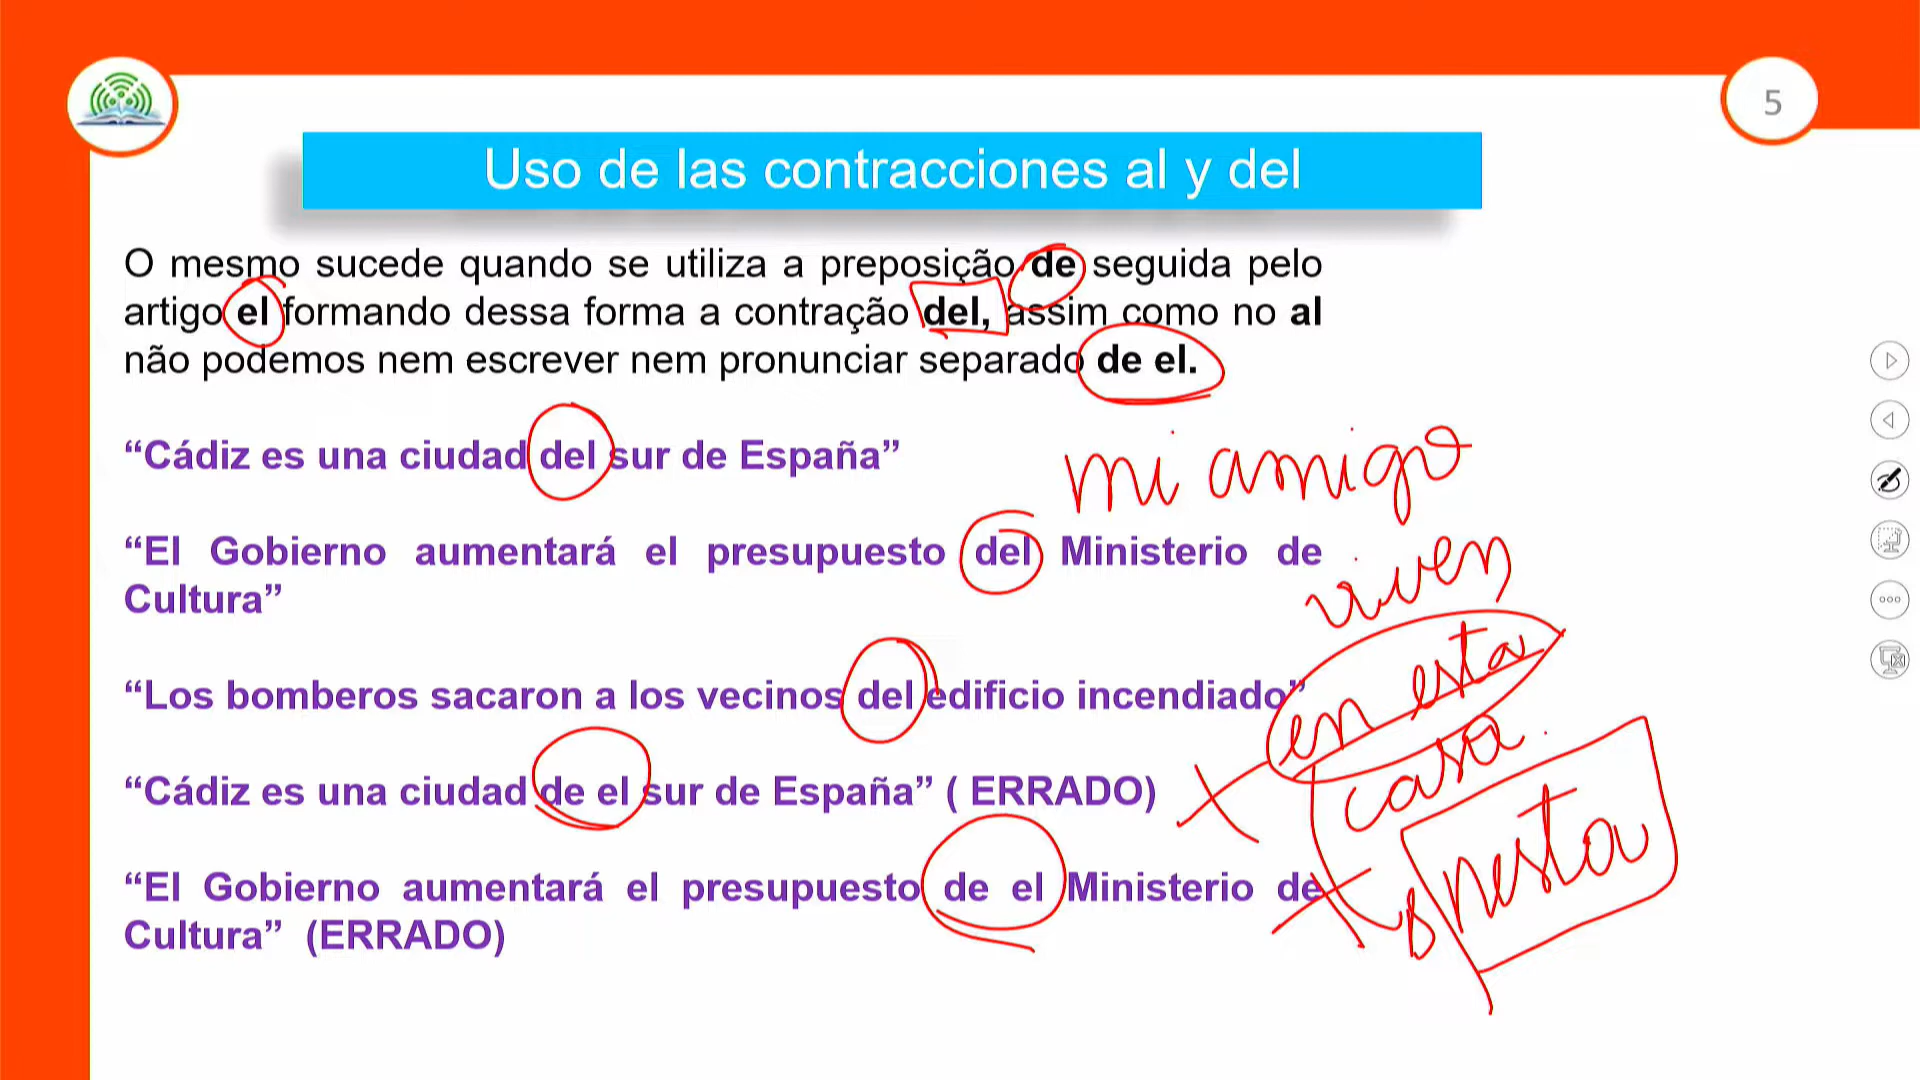 5
Uso de las contracciones al y del
O mesmo sucede quando se utiliza a preposição de seguida pelo
artigo el formando dessa forma a contração del, assim como no al
não podemos nem escrever nem pronunciar separado de el.
“Cádiz es una ciudad del sur de España”
mi amigo
“El Gobierno aumentará el presupuesto del Ministerio de
Cultura”
viven
en esta
“Los bomberos sacaron a los vecinos del edificio incendiado”
casa.
“Cádiz es una ciudad de el sur de España” ( ERRADO)
nesta
“El Gobierno aumentará el presupuesto de el Ministerio de
Cultura” (ERRADO)